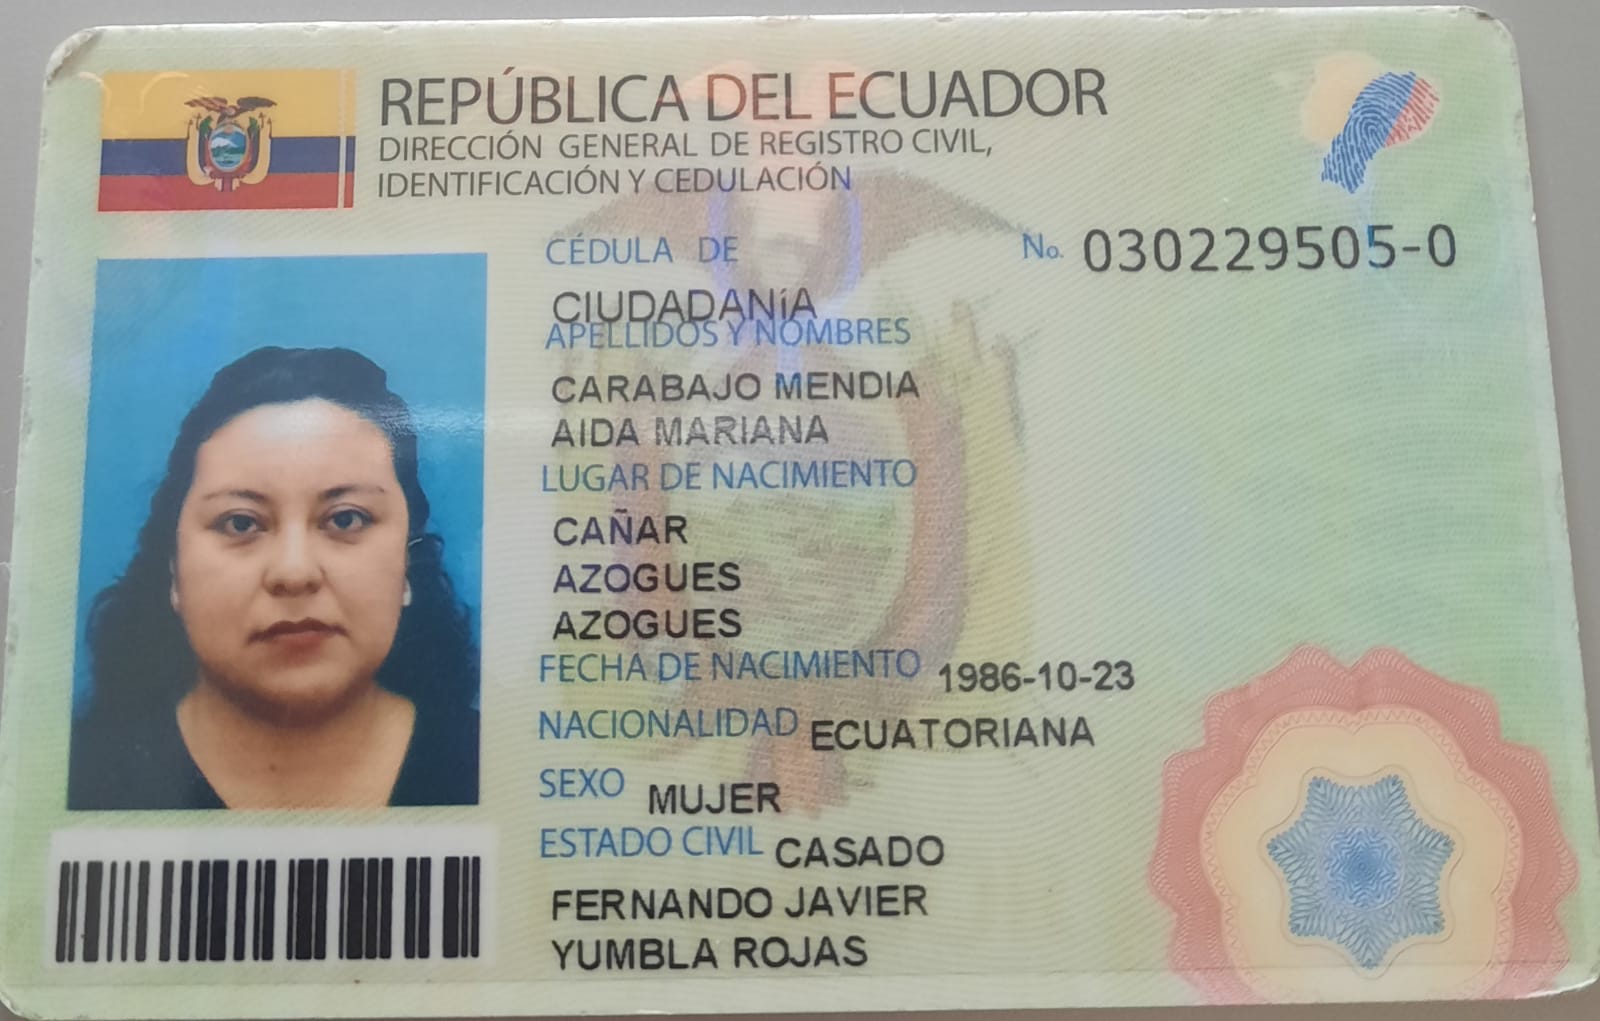 REPÚBLICA DEL ECUADOR
DIRECCIÓN GENERAL DE REGISTRO CIVIL,
IDENTIFICACIÓN Y CEDULACIÓN
CÉDULA DE No. 030229505-0
CIUDADANíA
APELLIDOS Y NOMBRES
CARABAJO MENDIA
AIDA MARIANA
LUGAR DE NACIMIENTO
CAÑAR
AZOGUES
AZOGUES
FECHA DE NACIMIENTO 1986-10-23
NACIONALIDAD ECUATORIANA
SEXO MUJER
ESTADO CIVIL CASADO
FERNANDO JAVIER
YUMBLA ROJAS